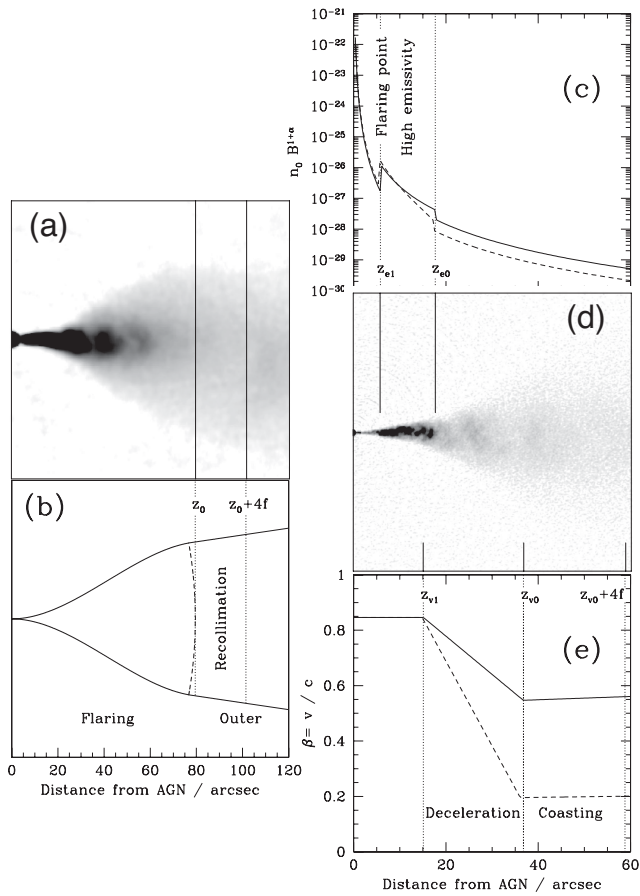 (a)
(b)
z₀
z₀+4f
Recollimation
Flaring
Outer
0
20
40
60
80
100
120
Distance from AGN / arcsec
10⁻²¹
10⁻²²
10⁻²³
10⁻²⁴
10⁻²⁵
10⁻²⁶
10⁻²⁷
10⁻²⁸
10⁻²⁹
10⁻³⁰
n₀ B¹⁺ᵅ
Flaring point
High emissivity
(c)
zₑ₁
zₑ₀
(d)
1
0.8
0.6
0.4
0.2
0
β= v / c
zᵥ₁
zᵥ₀
zᵥ₀+4f
(e)
Deceleration
Coasting
0
20
40
60
Distance from AGN / arcsec